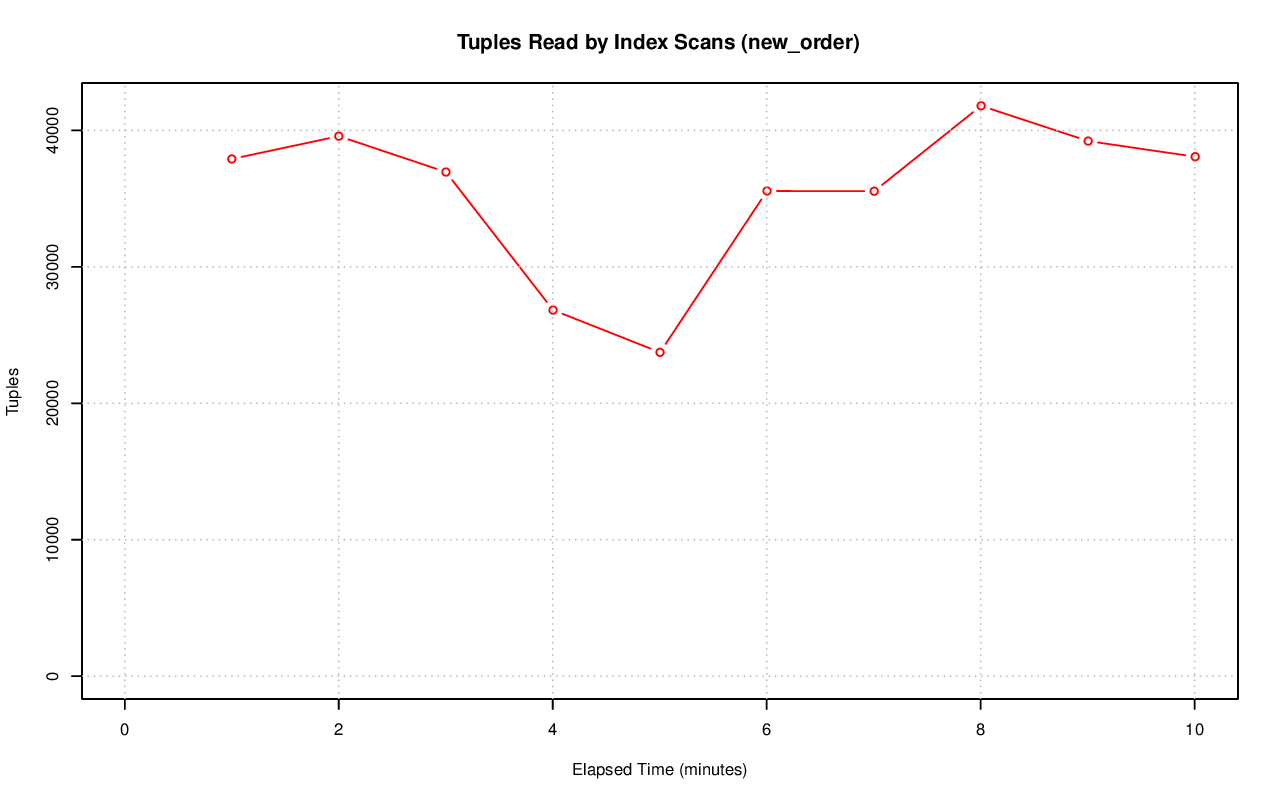 Tuples Read by Index Scans (new_order)
40000
30000
20000
10000
0
Tuples
0 2 4 6 8 10
Elapsed Time (minutes)